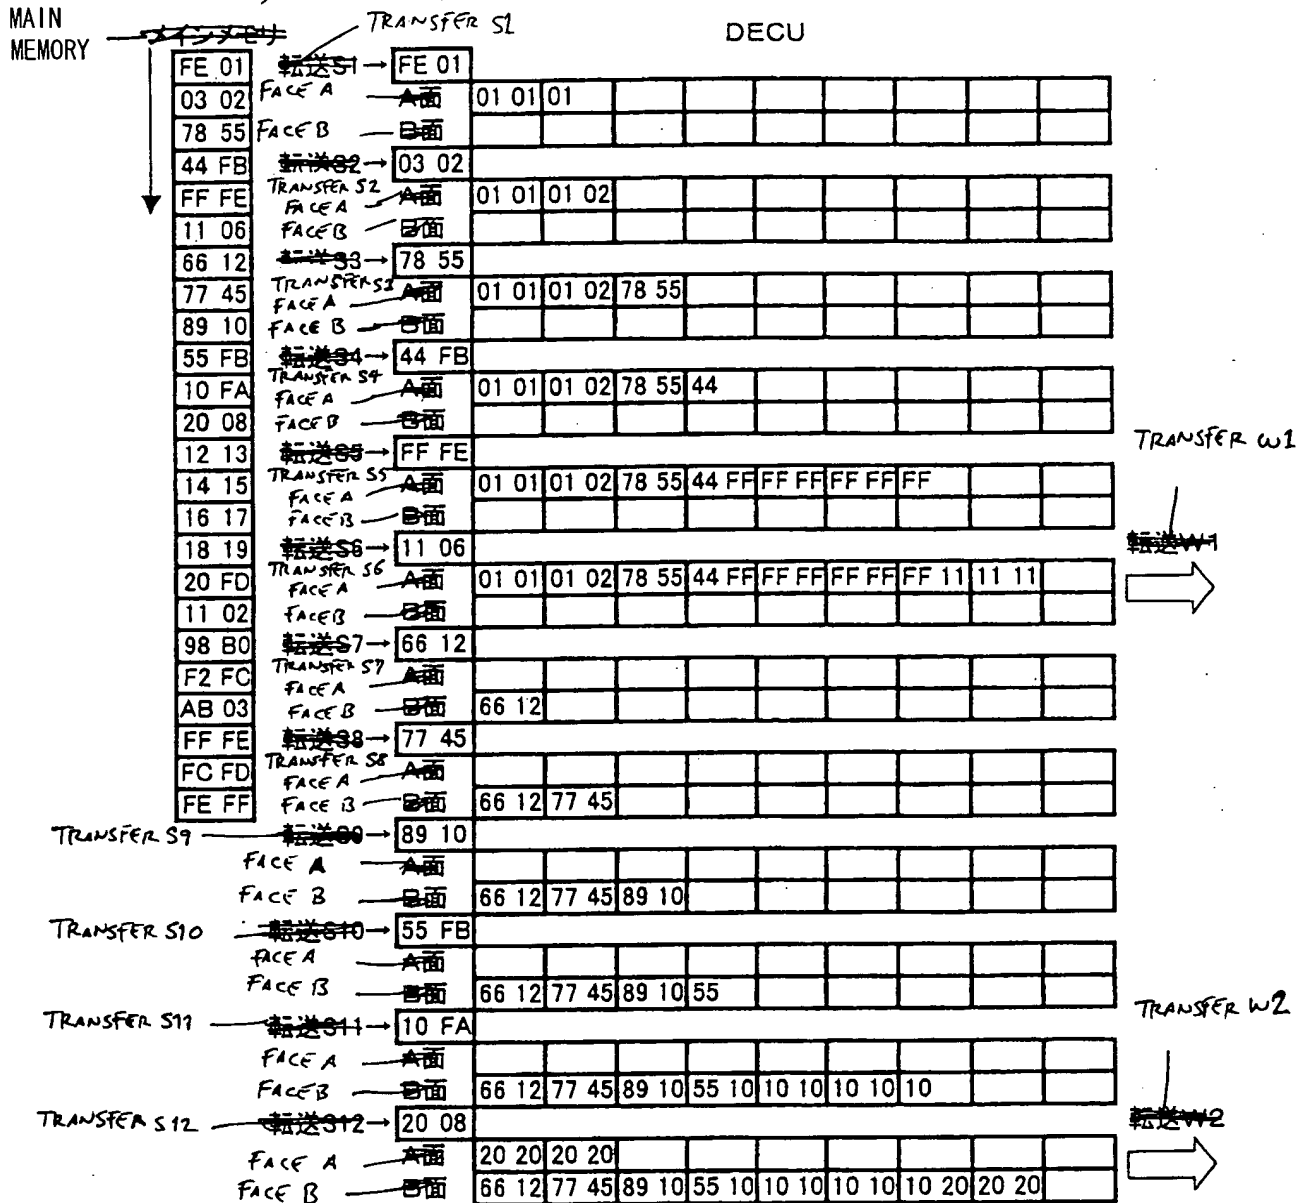 MAIN MEMORY メインメモリ
TRANSFER S1
DECU
FE 01 転送S1→ FE 01
03 02 FACE A A面 01 01 01
78 55 FACE B B面
44 FB 転送S2→ 03 02
FF FE TRANSFER S2 FACE A A面 01 01 01 02
11 06 FACE B B面
66 12 転送S3→ 78 55
77 45 TRANSFER S3 FACE A A面 01 01 01 02 78 55
89 10 FACE B B面
55 FB 転送S4→ 44 FB
10 FA TRANSFER S4 FACE A A面 01 01 01 02 78 55 44
20 08 FACE B B面
12 13 転送S5→ FF FE
TRANSFER W1
14 15 TRANSFER S5 FACE A A面 01 01 01 02 78 55 44 FF FF FF FF FF FF
16 17 FACE B B面
18 19 転送S6→ 11 06
転送W1
20 FD TRANSFER S6 FACE A A面 01 01 01 02 78 55 44 FF FF FF FF FF FF 11 11 11
11 02 FACE B B面
98 B0 転送S7→ 66 12
F2 FC TRANSFER S7 FACE A A面
AB 03 FACE B B面 66 12
FF FE 転送S8→ 77 45
FC FD TRANSFER S8 FACE A A面
FE FF FACE B B面 66 12 77 45
TRANSFER S9 転送S9 89 10
FACE A A面
FACE B B面 66 12 77 45 89 10
TRANSFER S10 転送S10→ 55 FB
FACE A A面
FACE B B面 66 12 77 45 89 10 55
TRANSFER S11 転送S11→ 10 FA
TRANSFER W2
FACE A A面
FACE B B面 66 12 77 45 89 10 55 10 10 10 10 10 10
TRANSFER S12 転送S12→ 20 08
転送W2
FACE A A面 20 20 20 20
FACE B B面 66 12 77 45 89 10 55 10 10 10 10 10 10 20 20 20